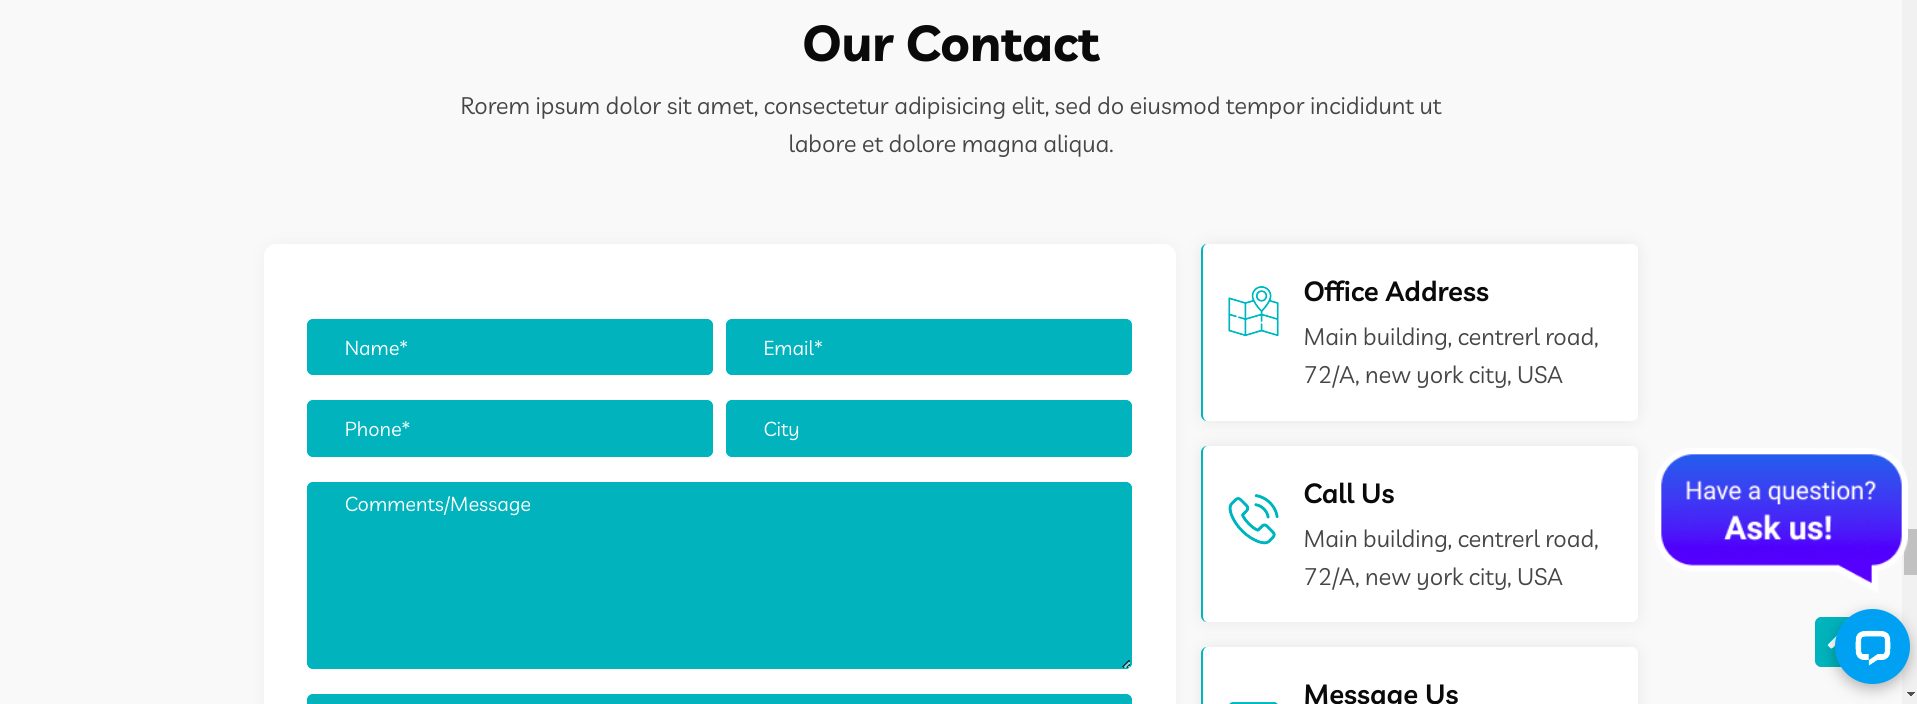 Our Contact
Rorem ipsum dolor sit amet, consectetur adipisicing elit, sed do eiusmod tempor incididunt ut
labore et dolore magna aliqua.
Name*
Email*
Phone*
City
Comments/Message
Office Address
Main building, centrerl road,
72/A, new york city, USA
Call Us
Main building, centrerl road,
72/A, new york city, USA
Message Us
Have a question?
Ask us!